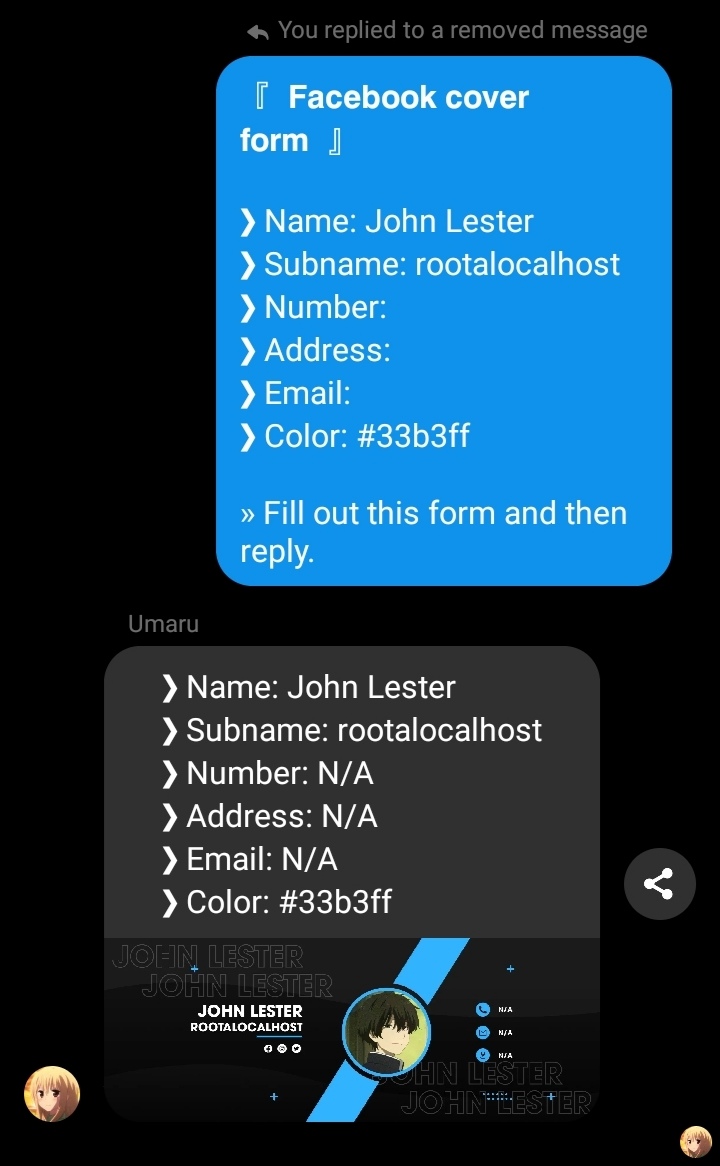 You replied to a removed message
『 Facebook cover
form 』
❯ Name: John Lester
❯ Subname: rootalocalhost
❯ Number:
❯ Address:
❯ Email:
❯ Color: #33b3ff
» Fill out this form and then
reply.
Umaru
❯ Name: John Lester
❯ Subname: rootalocalhost
❯ Number: N/A
❯ Address: N/A
❯ Email: N/A
❯ Color: #33b3ff
JOHN LESTER
JOHN LESTER
JOHN LESTER
ROOTALOCALHOST
N/A
N/A
N/A
JOHN LESTER
JOHN LESTER